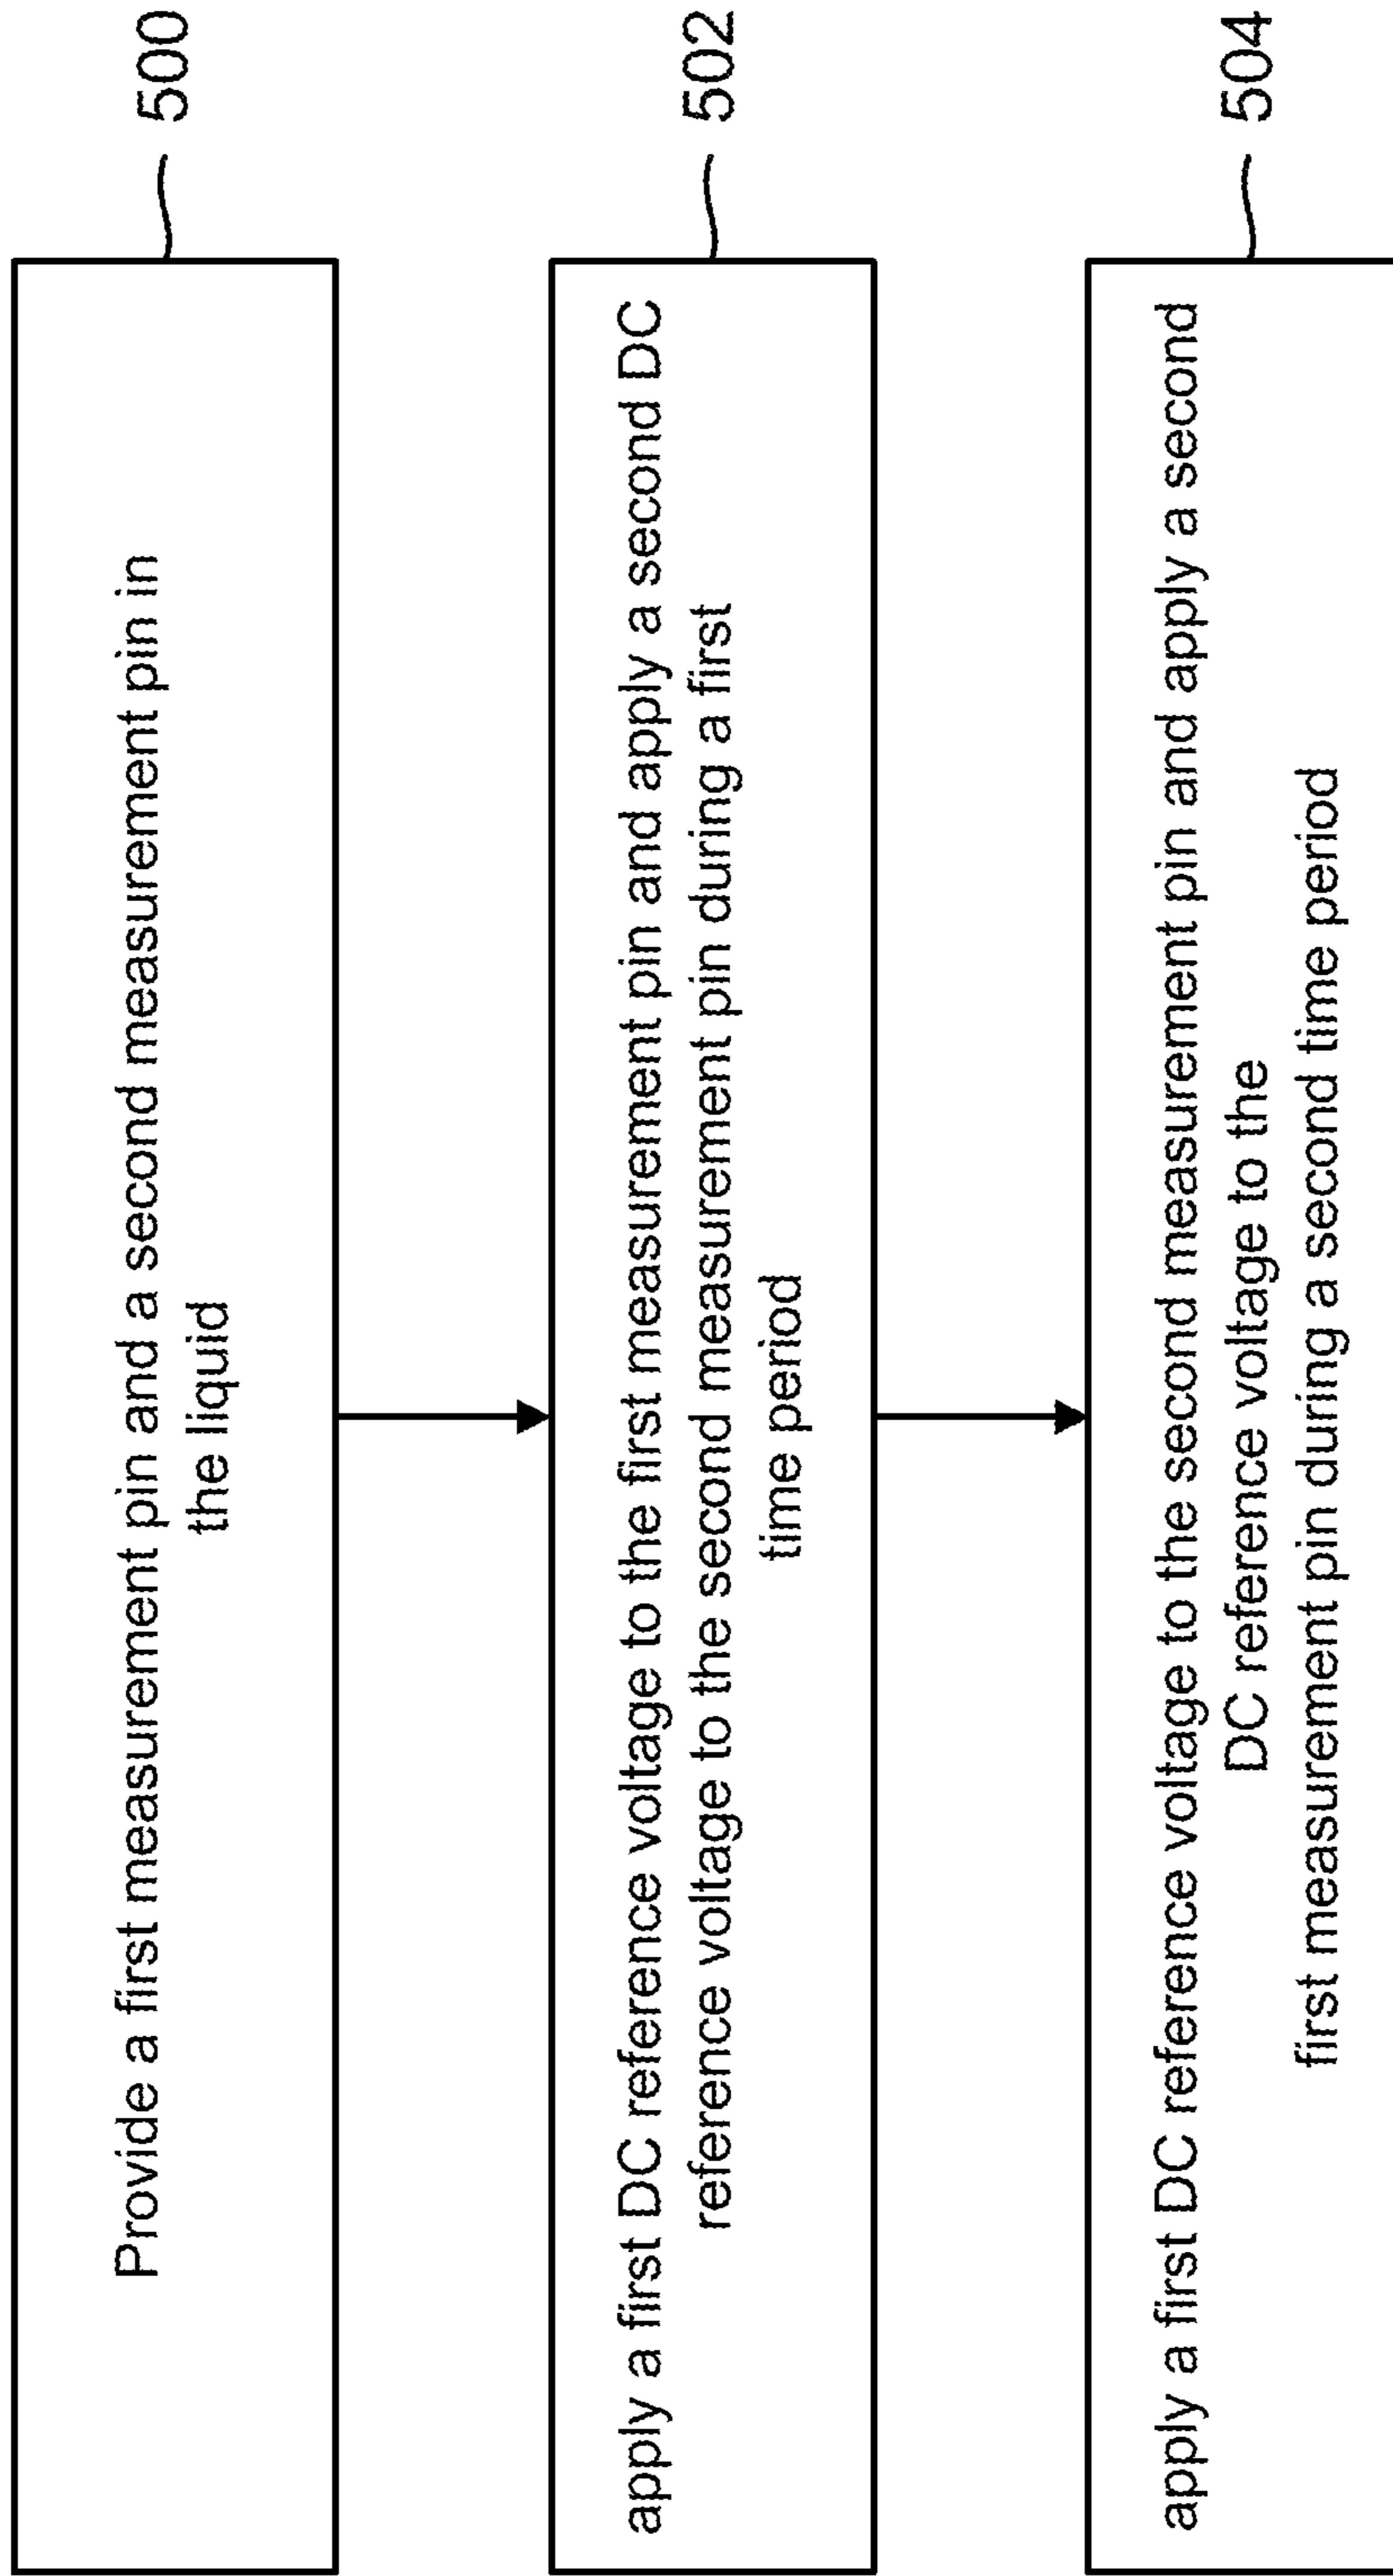 Provide a first measurement pin and a second measurement pin in
the liquid
500
apply a first DC reference voltage to the first measurement pin and apply a second DC
reference voltage to the second measurement pin during a first
time period
502
apply a first DC reference voltage to the second measurement pin and apply a second
DC reference voltage to the
first measurement pin during a second time period
504